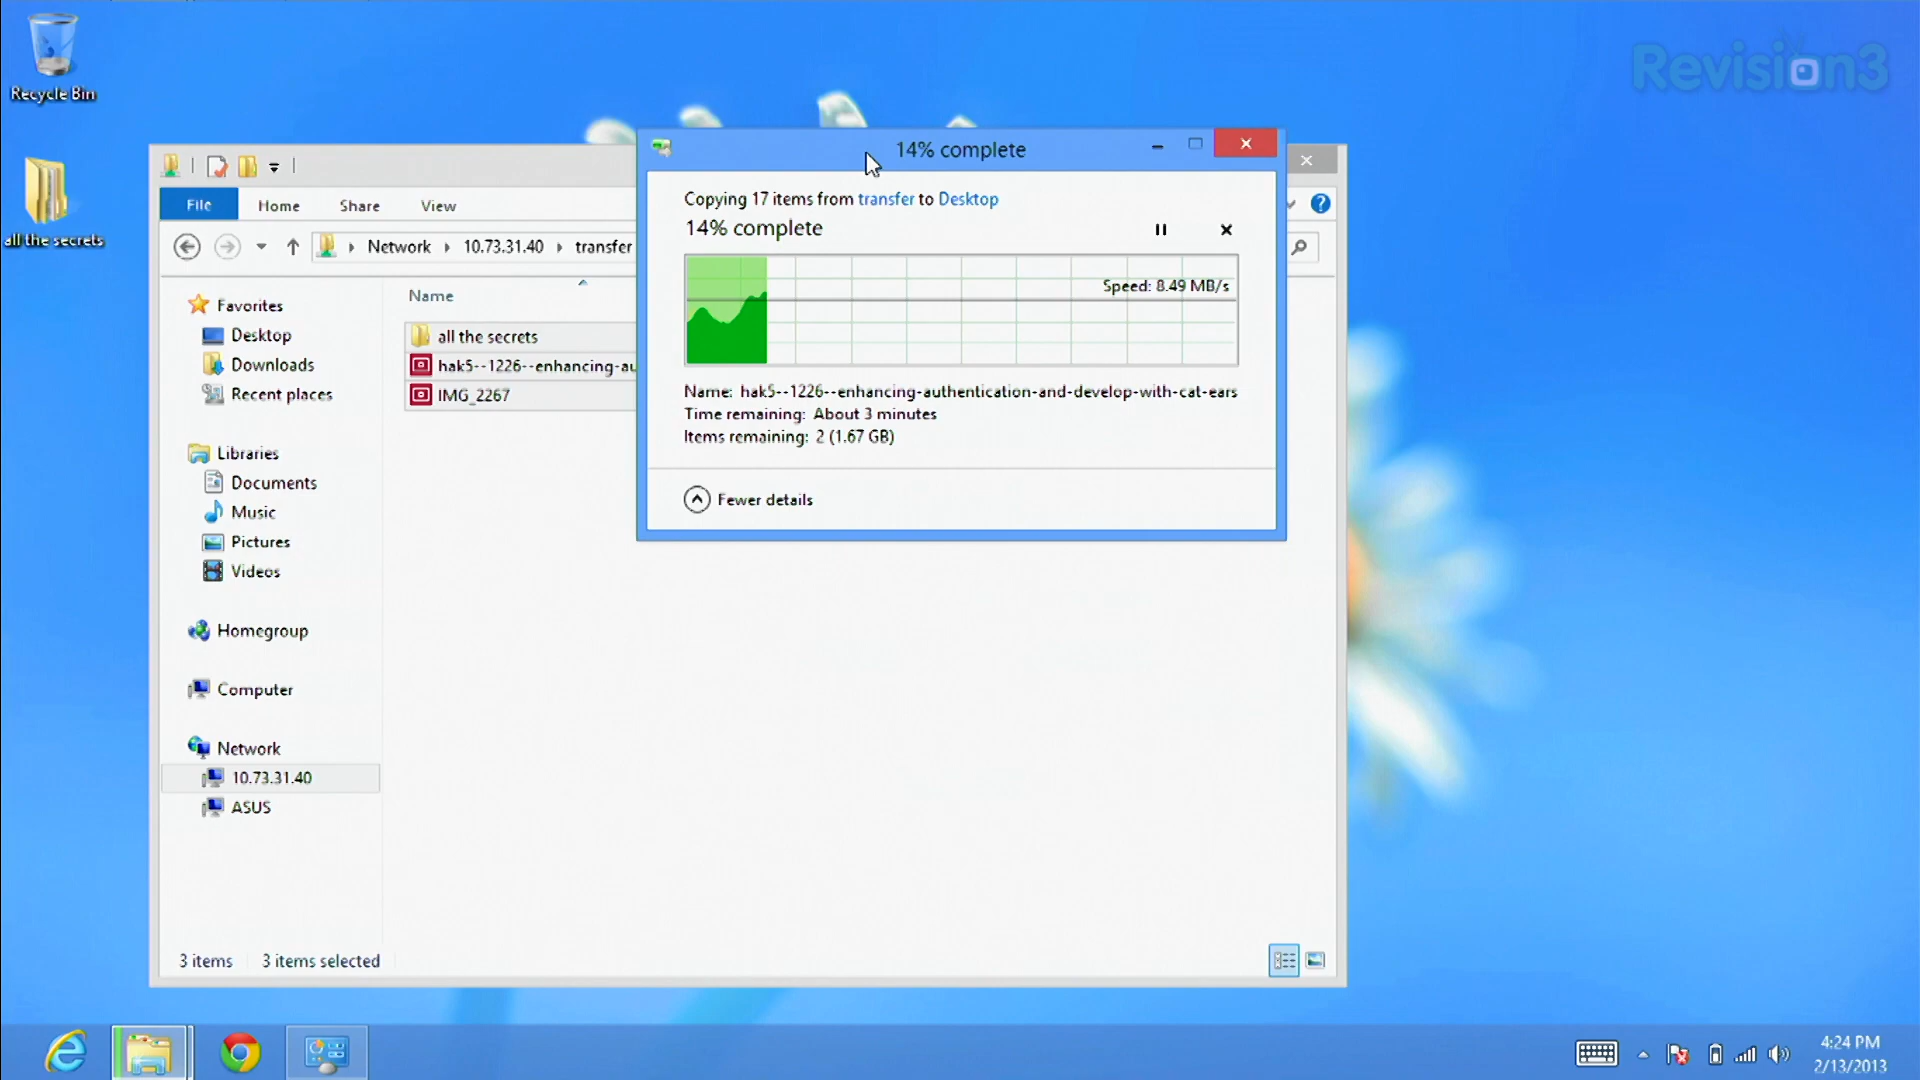 Revision3
Recycle Bin
all the secrets
14% complete
File
Home
Share
View
Network
10.73.31.40
transfer
Copying 17 items from transfer to Desktop
14% complete
Speed: 8.49 MB/s
Name: hak5--1226--enhancing-authentication-and-develop-with-cat-ears
Time remaining: About 3 minutes
Items remaining: 2 (1.67 GB)
Fewer details
Favorites
Desktop
Downloads
Recent places
Libraries
Documents
Music
Pictures
Videos
Homegroup
Computer
Network
10.73.31.40
ASUS
Name
all the secrets
hak5--1226--enhancing-au
IMG_2267
3 items
3 items selected
4:24 PM
2/13/2013